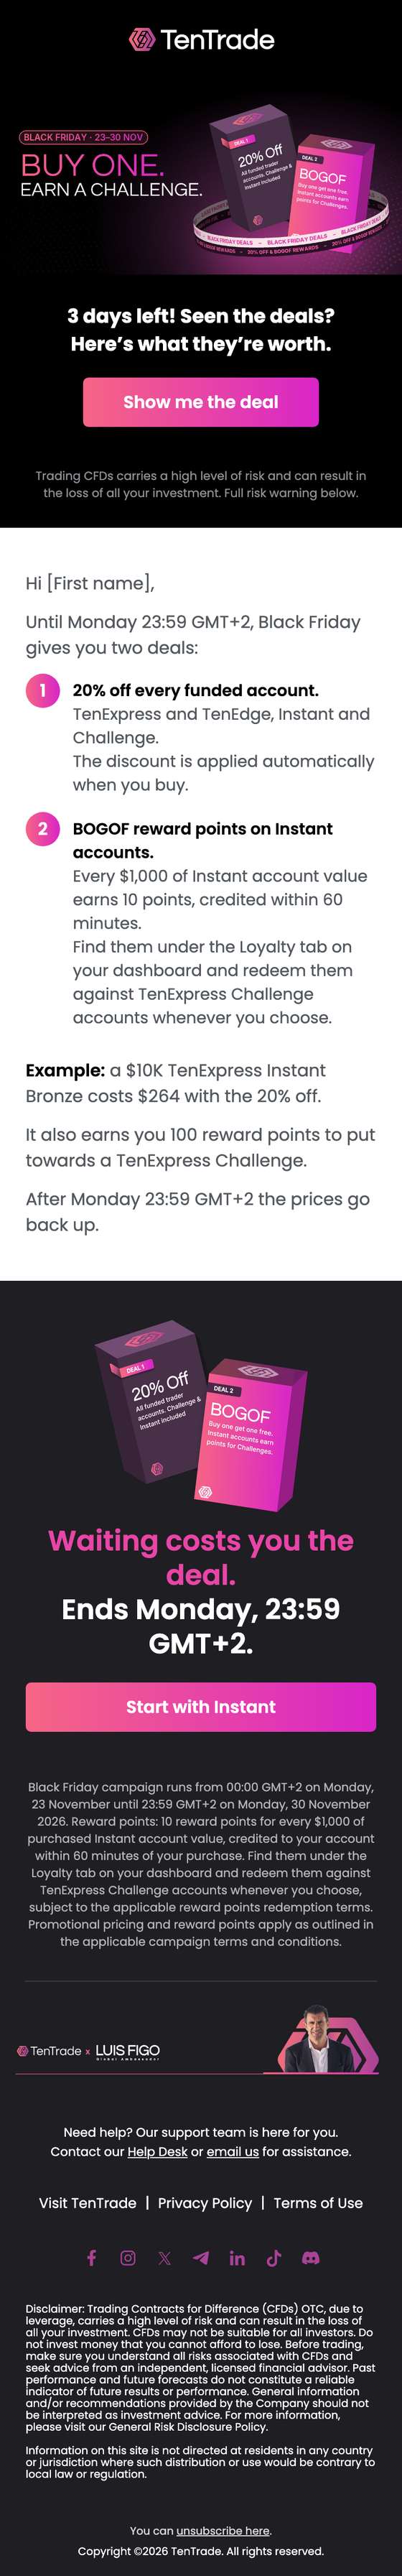 TenTrade
BLACK FRIDAY · 23–30 NOV
BUY ONE.
EARN A CHALLENGE.
DEAL 1
20% Off
All funded trader
accounts. Challenge &
Instant included
DEAL 2
BOGOF
Buy one get one free.
Instant accounts earn
points for Challenges.
BLACK FRIDAY DEALS - BLACK FRIDAY DEALS - BLACK FRIDAY DEALS
20% OFF & BOGOF REWARDS
3 days left! Seen the deals?
Here's what they're worth.
Show me the deal
Trading CFDs carries a high level of risk and can result in
the loss of all your investment. Full risk warning below.
Hi [First name],
Until Monday 23:59 GMT+2, Black Friday
gives you two deals:
1
20% off every funded account.
TenExpress and TenEdge, Instant and
Challenge.
The discount is applied automatically
when you buy.
2
BOGOF reward points on Instant
accounts.
Every $1,000 of Instant account value
earns 10 points, credited within 60
minutes.
Find them under the Loyalty tab on
your dashboard and redeem them
against TenExpress Challenge
accounts whenever you choose.
Example: a $10K TenExpress Instant
Bronze costs $264 with the 20% off.
It also earns you 100 reward points to put
towards a TenExpress Challenge.
After Monday 23:59 GMT+2 the prices go
back up.
DEAL 1
20% Off
All funded trader
accounts. Challenge &
Instant included
DEAL 2
BOGOF
Buy one get one free.
Instant accounts earn
points for Challenges.
Waiting costs you the
deal.
Ends Monday, 23:59
GMT+2.
Start with Instant
Black Friday campaign runs from 00:00 GMT+2 on Monday,
23 November until 23:59 GMT+2 on Monday, 30 November
2026. Reward points: 10 reward points for every $1,000 of
purchased Instant account value, credited to your account
within 60 minutes of your purchase. Find them under the
Loyalty tab on your dashboard and redeem them against
TenExpress Challenge accounts whenever you choose,
subject to the applicable reward points redemption terms.
Promotional pricing and reward points apply as outlined in
the applicable campaign terms and conditions.
TenTrade x LUIS FIGO
Global Ambassador
Need help? Our support team is here for you.
Contact our Help Desk or email us for assistance.
Visit TenTrade | Privacy Policy | Terms of Use
Disclaimer: Trading Contracts for Difference (CFDs) OTC, due to
leverage, carries a high level of risk and can result in the loss of
all your investment. CFDs may not be suitable for all investors. Do
not invest money that you cannot afford to lose. Before trading,
make sure you understand all risks associated with CFDs and
seek advice from an independent, licensed financial advisor. Past
performance and future forecasts do not constitute a reliable
indicator of future results or performance. General information
and/or recommendations provided by the Company should not
be interpreted as investment advice. For more information,
please visit our General Risk Disclosure Policy.
Information on this site is not directed at residents in any country
or jurisdiction where such distribution or use would be contrary to
local law or regulation.
You can unsubscribe here.
Copyright ©2026 TenTrade. All rights reserved.